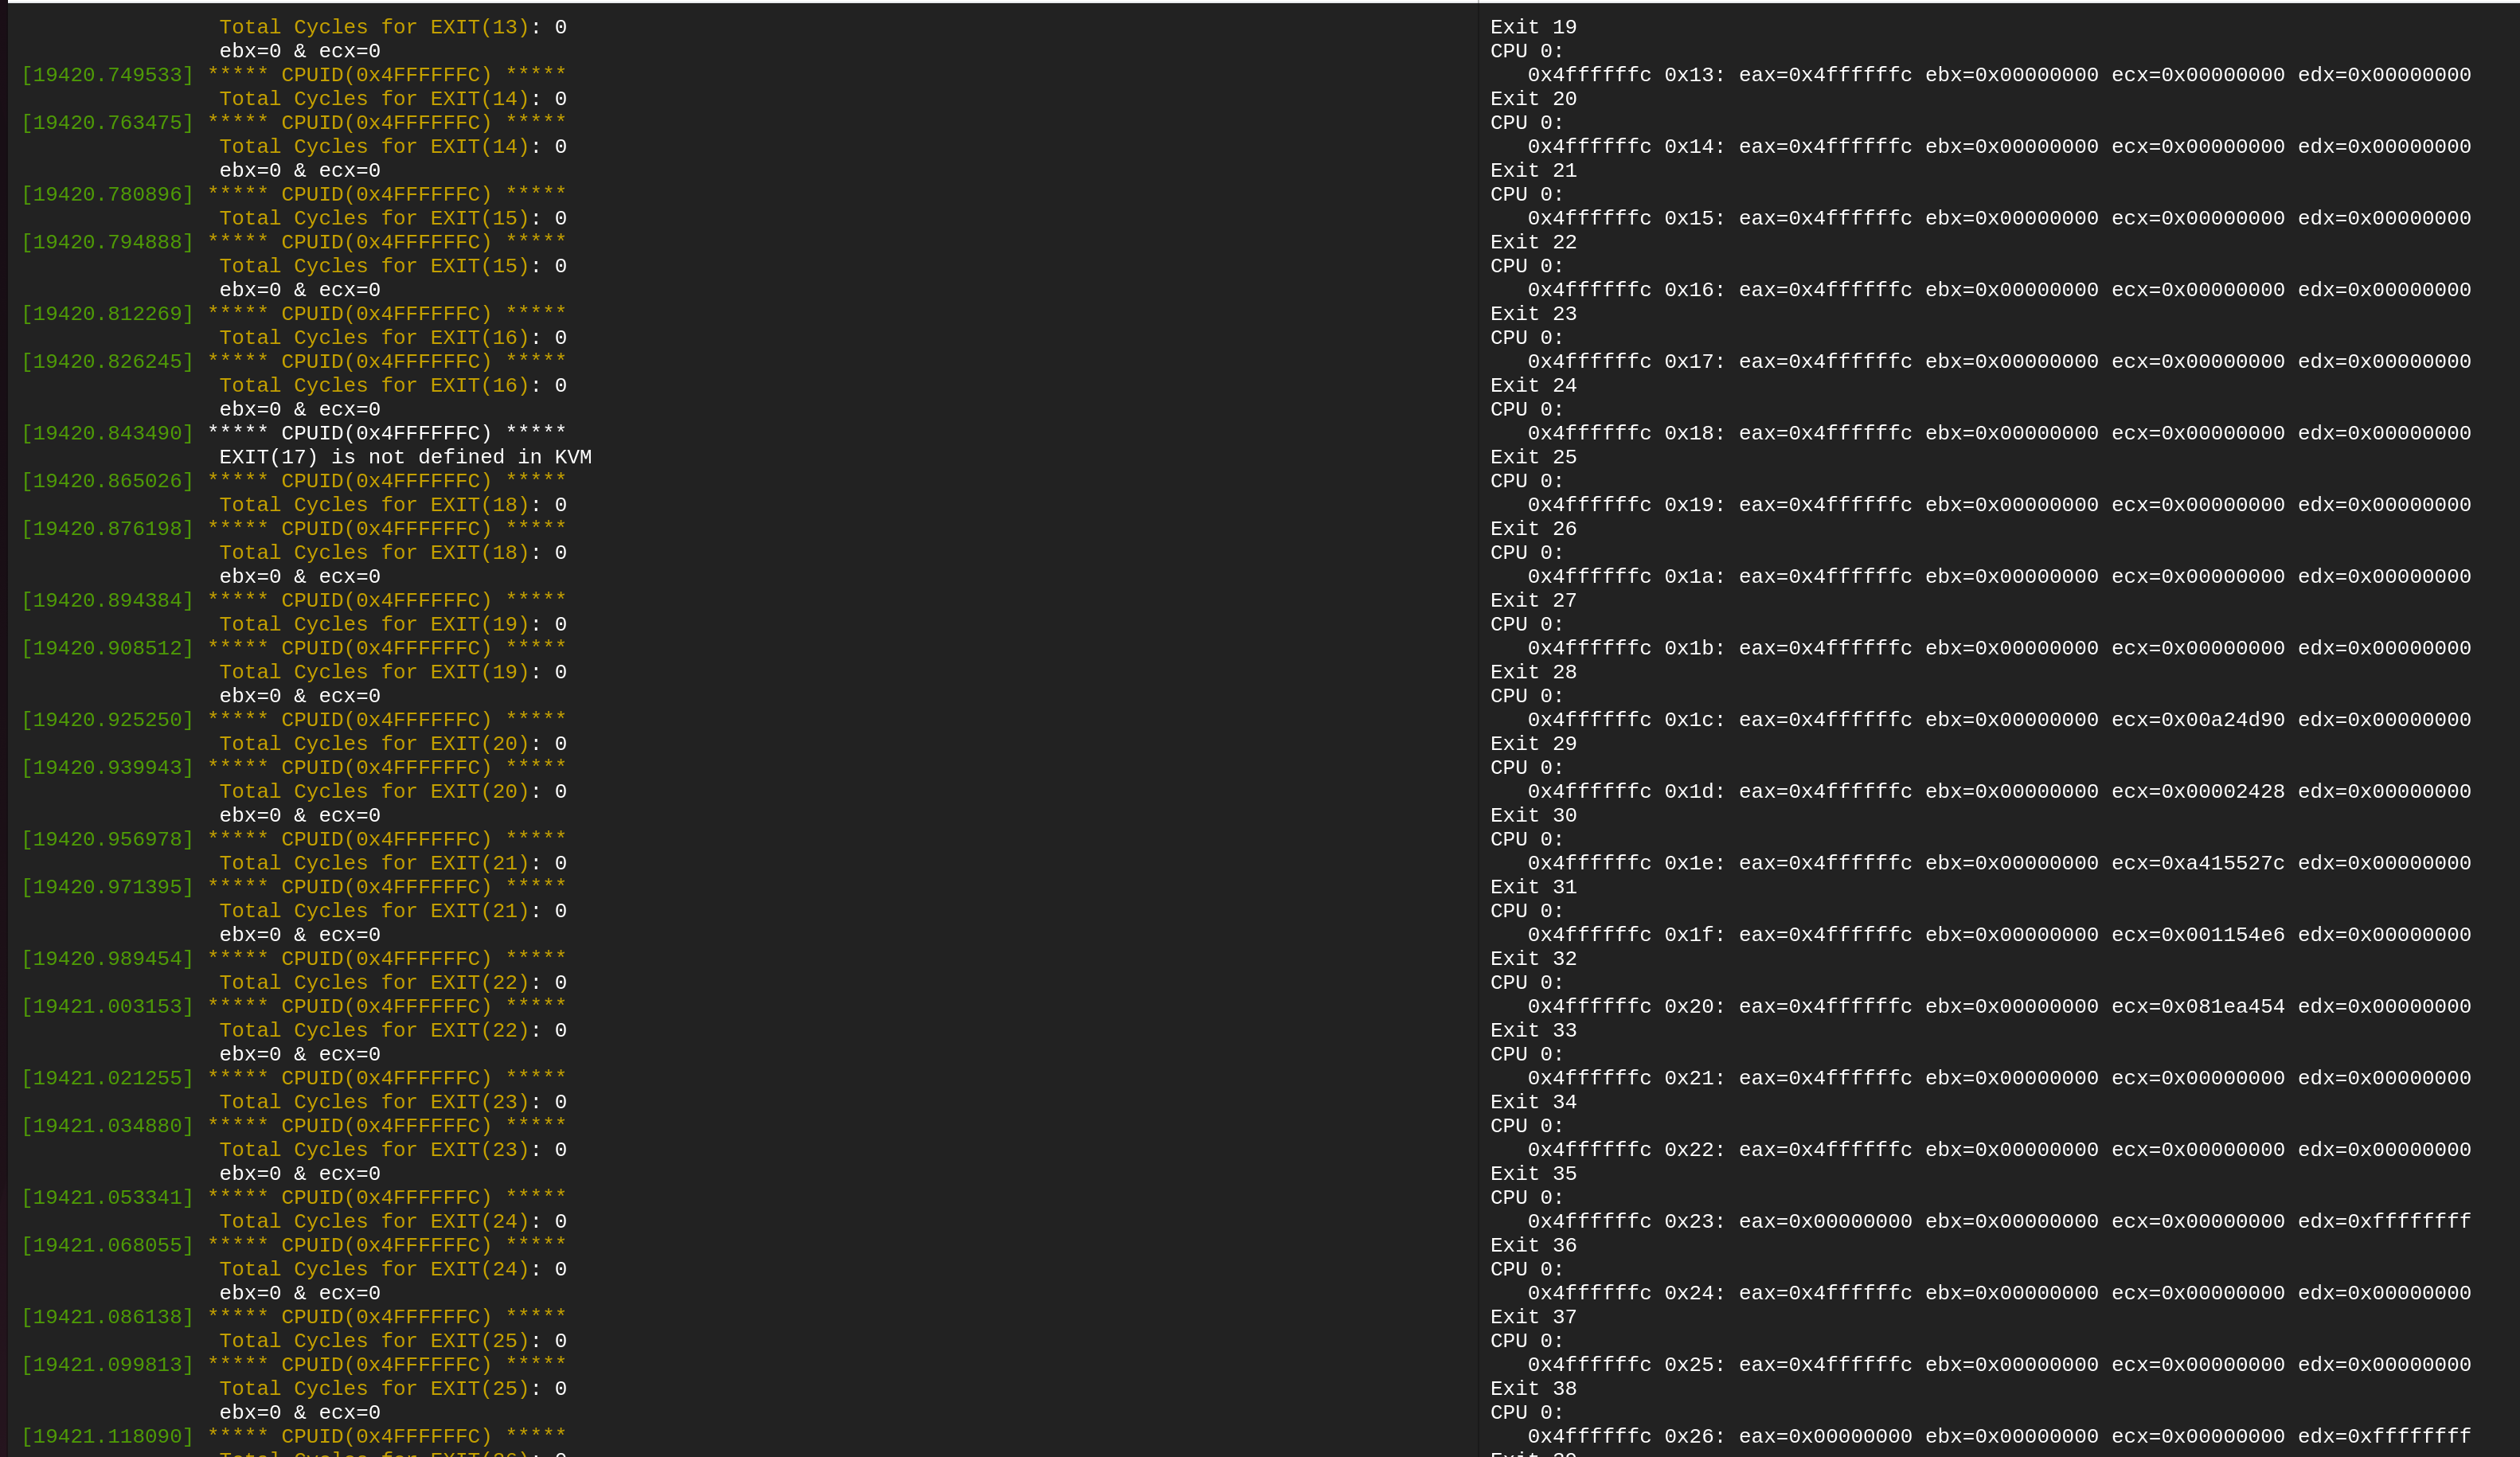 Total Cycles for EXIT(13): 0
ebx=0 & ecx=0
[19420.749533] ***** CPUID(0x4FFFFFFC) *****
Total Cycles for EXIT(14): 0
[19420.763475] ***** CPUID(0x4FFFFFFC) *****
Total Cycles for EXIT(14): 0
ebx=0 & ecx=0
[19420.780896] ***** CPUID(0x4FFFFFFC) *****
Total Cycles for EXIT(15): 0
[19420.794888] ***** CPUID(0x4FFFFFFC) *****
Total Cycles for EXIT(15): 0
ebx=0 & ecx=0
[19420.812269] ***** CPUID(0x4FFFFFFC) *****
Total Cycles for EXIT(16): 0
[19420.826245] ***** CPUID(0x4FFFFFFC) *****
Total Cycles for EXIT(16): 0
ebx=0 & ecx=0
[19420.843490] ***** CPUID(0x4FFFFFFC) *****
EXIT(17) is not defined in KVM
[19420.865026] ***** CPUID(0x4FFFFFFC) *****
Total Cycles for EXIT(18): 0
[19420.876198] ***** CPUID(0x4FFFFFFC) *****
Total Cycles for EXIT(18): 0
ebx=0 & ecx=0
[19420.894384] ***** CPUID(0x4FFFFFFC) *****
Total Cycles for EXIT(19): 0
[19420.908512] ***** CPUID(0x4FFFFFFC) *****
Total Cycles for EXIT(19): 0
ebx=0 & ecx=0
[19420.925250] ***** CPUID(0x4FFFFFFC) *****
Total Cycles for EXIT(20): 0
[19420.939943] ***** CPUID(0x4FFFFFFC) *****
Total Cycles for EXIT(20): 0
ebx=0 & ecx=0
[19420.956978] ***** CPUID(0x4FFFFFFC) *****
Total Cycles for EXIT(21): 0
[19420.971395] ***** CPUID(0x4FFFFFFC) *****
Total Cycles for EXIT(21): 0
ebx=0 & ecx=0
[19420.989454] ***** CPUID(0x4FFFFFFC) *****
Total Cycles for EXIT(22): 0
[19421.003153] ***** CPUID(0x4FFFFFFC) *****
Total Cycles for EXIT(22): 0
ebx=0 & ecx=0
[19421.021255] ***** CPUID(0x4FFFFFFC) *****
Total Cycles for EXIT(23): 0
[19421.034880] ***** CPUID(0x4FFFFFFC) *****
Total Cycles for EXIT(23): 0
ebx=0 & ecx=0
[19421.053341] ***** CPUID(0x4FFFFFFC) *****
Total Cycles for EXIT(24): 0
[19421.068055] ***** CPUID(0x4FFFFFFC) *****
Total Cycles for EXIT(24): 0
ebx=0 & ecx=0
[19421.086138] ***** CPUID(0x4FFFFFFC) *****
Total Cycles for EXIT(25): 0
[19421.099813] ***** CPUID(0x4FFFFFFC) *****
Total Cycles for EXIT(25): 0
ebx=0 & ecx=0
[19421.118090] ***** CPUID(0x4FFFFFFC) *****
Exit 19
CPU 0:
0x4ffffffc 0x13: eax=0x4ffffffc ebx=0x00000000 ecx=0x00000000 edx=0x00000000
Exit 20
CPU 0:
0x4ffffffc 0x14: eax=0x4ffffffc ebx=0x00000000 ecx=0x00000000 edx=0x00000000
Exit 21
CPU 0:
0x4ffffffc 0x15: eax=0x4ffffffc ebx=0x00000000 ecx=0x00000000 edx=0x00000000
Exit 22
CPU 0:
0x4ffffffc 0x16: eax=0x4ffffffc ebx=0x00000000 ecx=0x00000000 edx=0x00000000
Exit 23
CPU 0:
0x4ffffffc 0x17: eax=0x4ffffffc ebx=0x00000000 ecx=0x00000000 edx=0x00000000
Exit 24
CPU 0:
0x4ffffffc 0x18: eax=0x4ffffffc ebx=0x00000000 ecx=0x00000000 edx=0x00000000
Exit 25
CPU 0:
0x4ffffffc 0x19: eax=0x4ffffffc ebx=0x00000000 ecx=0x00000000 edx=0x00000000
Exit 26
CPU 0:
0x4ffffffc 0x1a: eax=0x4ffffffc ebx=0x00000000 ecx=0x00000000 edx=0x00000000
Exit 27
CPU 0:
0x4ffffffc 0x1b: eax=0x4ffffffc ebx=0x00000000 ecx=0x00000000 edx=0x00000000
Exit 28
CPU 0:
0x4ffffffc 0x1c: eax=0x4ffffffc ebx=0x00000000 ecx=0x00a24d90 edx=0x00000000
Exit 29
CPU 0:
0x4ffffffc 0x1d: eax=0x4ffffffc ebx=0x00000000 ecx=0x00002428 edx=0x00000000
Exit 30
CPU 0:
0x4ffffffc 0x1e: eax=0x4ffffffc ebx=0x00000000 ecx=0xa415527c edx=0x00000000
Exit 31
CPU 0:
0x4ffffffc 0x1f: eax=0x4ffffffc ebx=0x00000000 ecx=0x001154e6 edx=0x00000000
Exit 32
CPU 0:
0x4ffffffc 0x20: eax=0x4ffffffc ebx=0x00000000 ecx=0x081ea454 edx=0x00000000
Exit 33
CPU 0:
0x4ffffffc 0x21: eax=0x4ffffffc ebx=0x00000000 ecx=0x00000000 edx=0x00000000
Exit 34
CPU 0:
0x4ffffffc 0x22: eax=0x4ffffffc ebx=0x00000000 ecx=0x00000000 edx=0x00000000
Exit 35
CPU 0:
0x4ffffffc 0x23: eax=0x00000000 ebx=0x00000000 ecx=0x00000000 edx=0xffffffff
Exit 36
CPU 0:
0x4ffffffc 0x24: eax=0x4ffffffc ebx=0x00000000 ecx=0x00000000 edx=0x00000000
Exit 37
CPU 0:
0x4ffffffc 0x25: eax=0x4ffffffc ebx=0x00000000 ecx=0x00000000 edx=0x00000000
Exit 38
CPU 0:
0x4ffffffc 0x26: eax=0x00000000 ebx=0x00000000 ecx=0x00000000 edx=0xffffffff